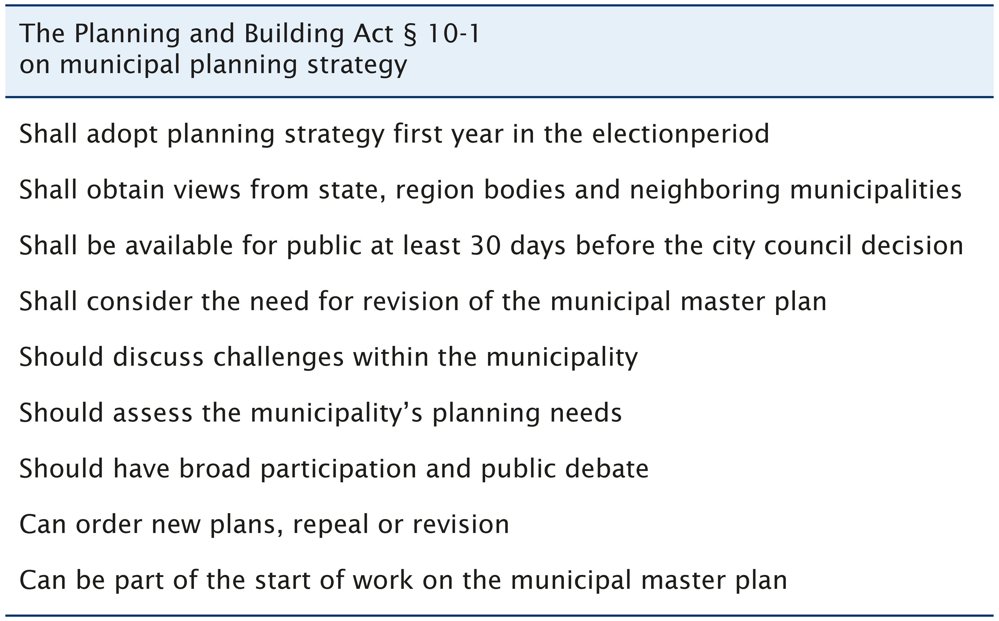 The Planning and Building Act § 10-1
on municipal planning strategy
Shall adopt planning strategy first year in the electionperiod
Shall obtain views from state, region bodies and neighboring municipalities
Shall be available for public at least 30 days before the city council decision
Shall consider the need for revision of the municipal master plan
Should discuss challenges within the municipality
Should assess the municipality’s planning needs
Should have broad participation and public debate
Can order new plans, repeal or revision
Can be part of the start of work on the municipal master plan